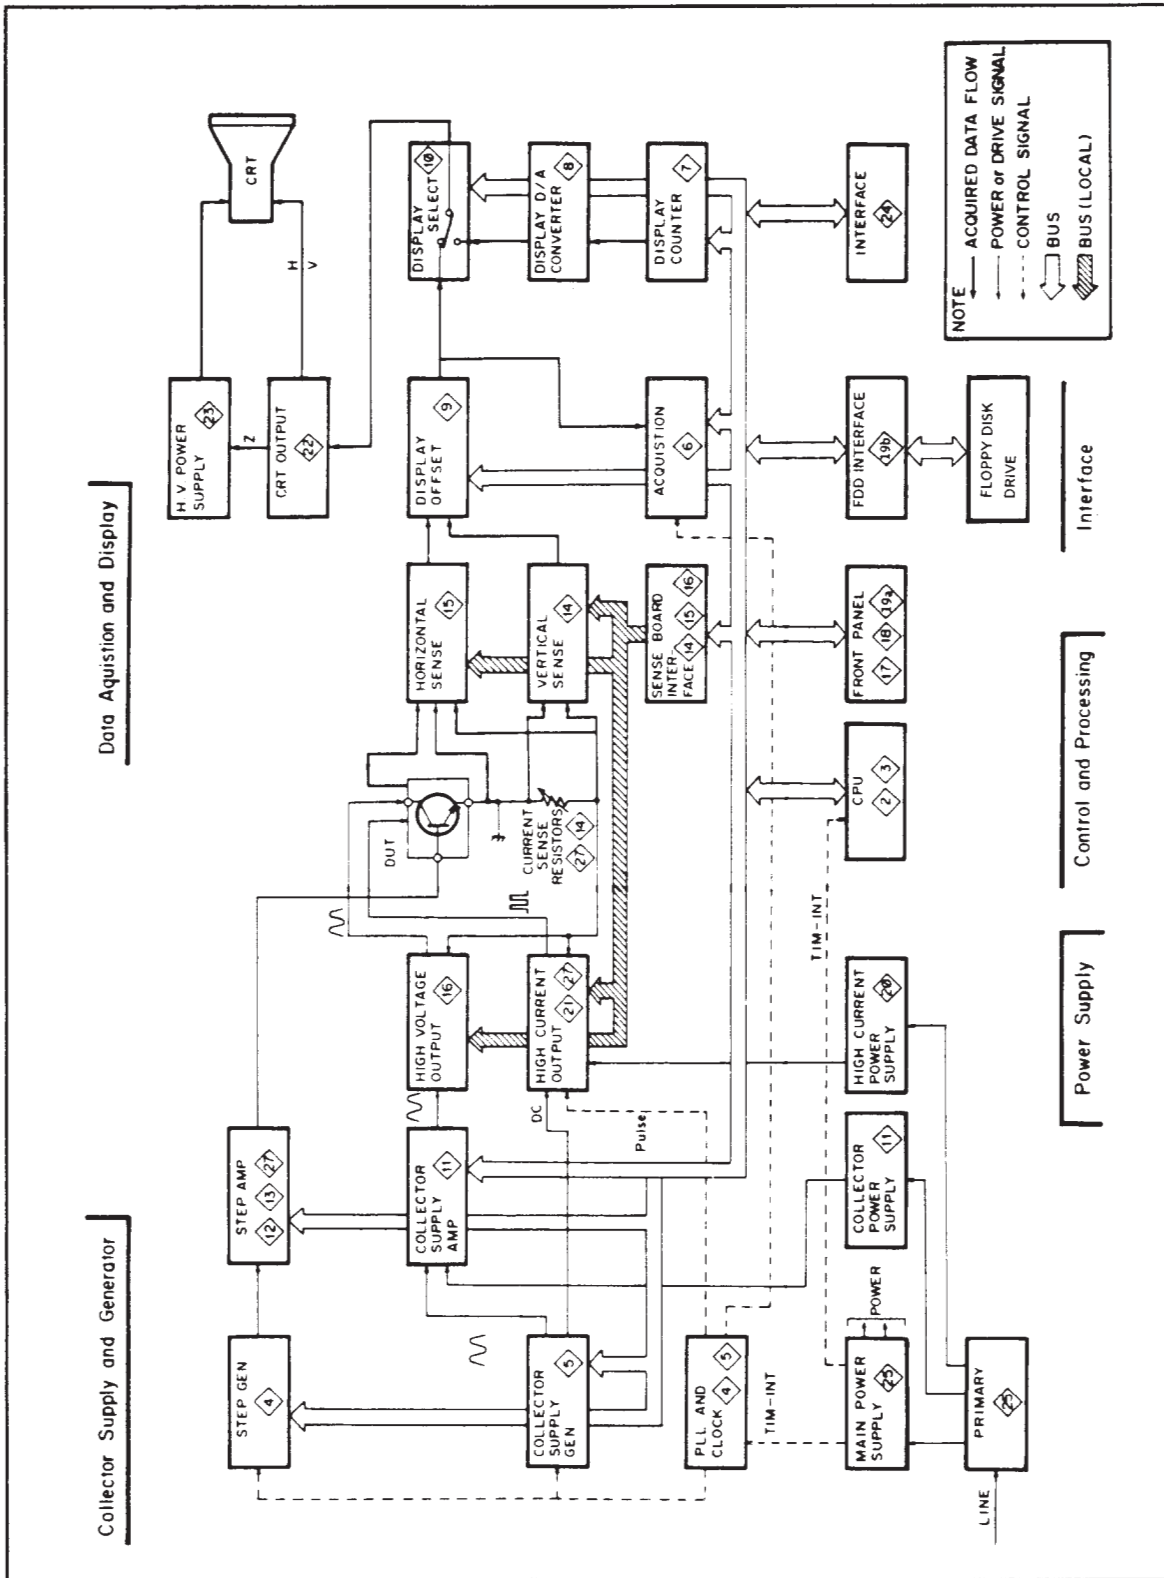 Collector Supply and Generator
Data Aquistion and Display
STEP GEN
4
STEP AMP
12 13 27
H.V. POWER
SUPPLY
23
Z
CRT OUTPUT
22
H
V
CRT
COLLECTOR
SUPPLY
GEN
5
COLLECTOR
SUPPLY
AMP
11
HIGH VOLTAGE
OUTPUT
16
DC
HIGH CURRENT
OUTPUT
21 27
Pulse
DUT
CURRENT
SENSE
RESISTORS
27 14
HORIZONTAL
SENSE
15
VERTICAL
SENSE
14
SENSE BOARD
INTER-
FACE
14 15 16
DISPLAY
OFFSET
9
ACQUISTION
6
DISPLAY
SELECT
10
DISPLAY D/A
CONVERTER
8
DISPLAY
COUNTER
7
PLL AND
CLOCK
4 5
TIM-INT
TIM-INT
MAIN POWER
SUPPLY
25
POWER
COLLECTOR
POWER
SUPPLY
11
HIGH CURRENT
POWER
SUPPLY
20
CPU
2 3
FRONT PANEL
17 18 19a
FDD INTERFACE
19b
INTERFACE
24
LINE
PRIMARY
25
FLOPPY DISK
DRIVE
Power Supply
Control and Processing
Interface
NOTE
ACQUIRED DATA FLOW
POWER or DRIVE SIGNAL
CONTROL SIGNAL
BUS
BUS (LOCAL)